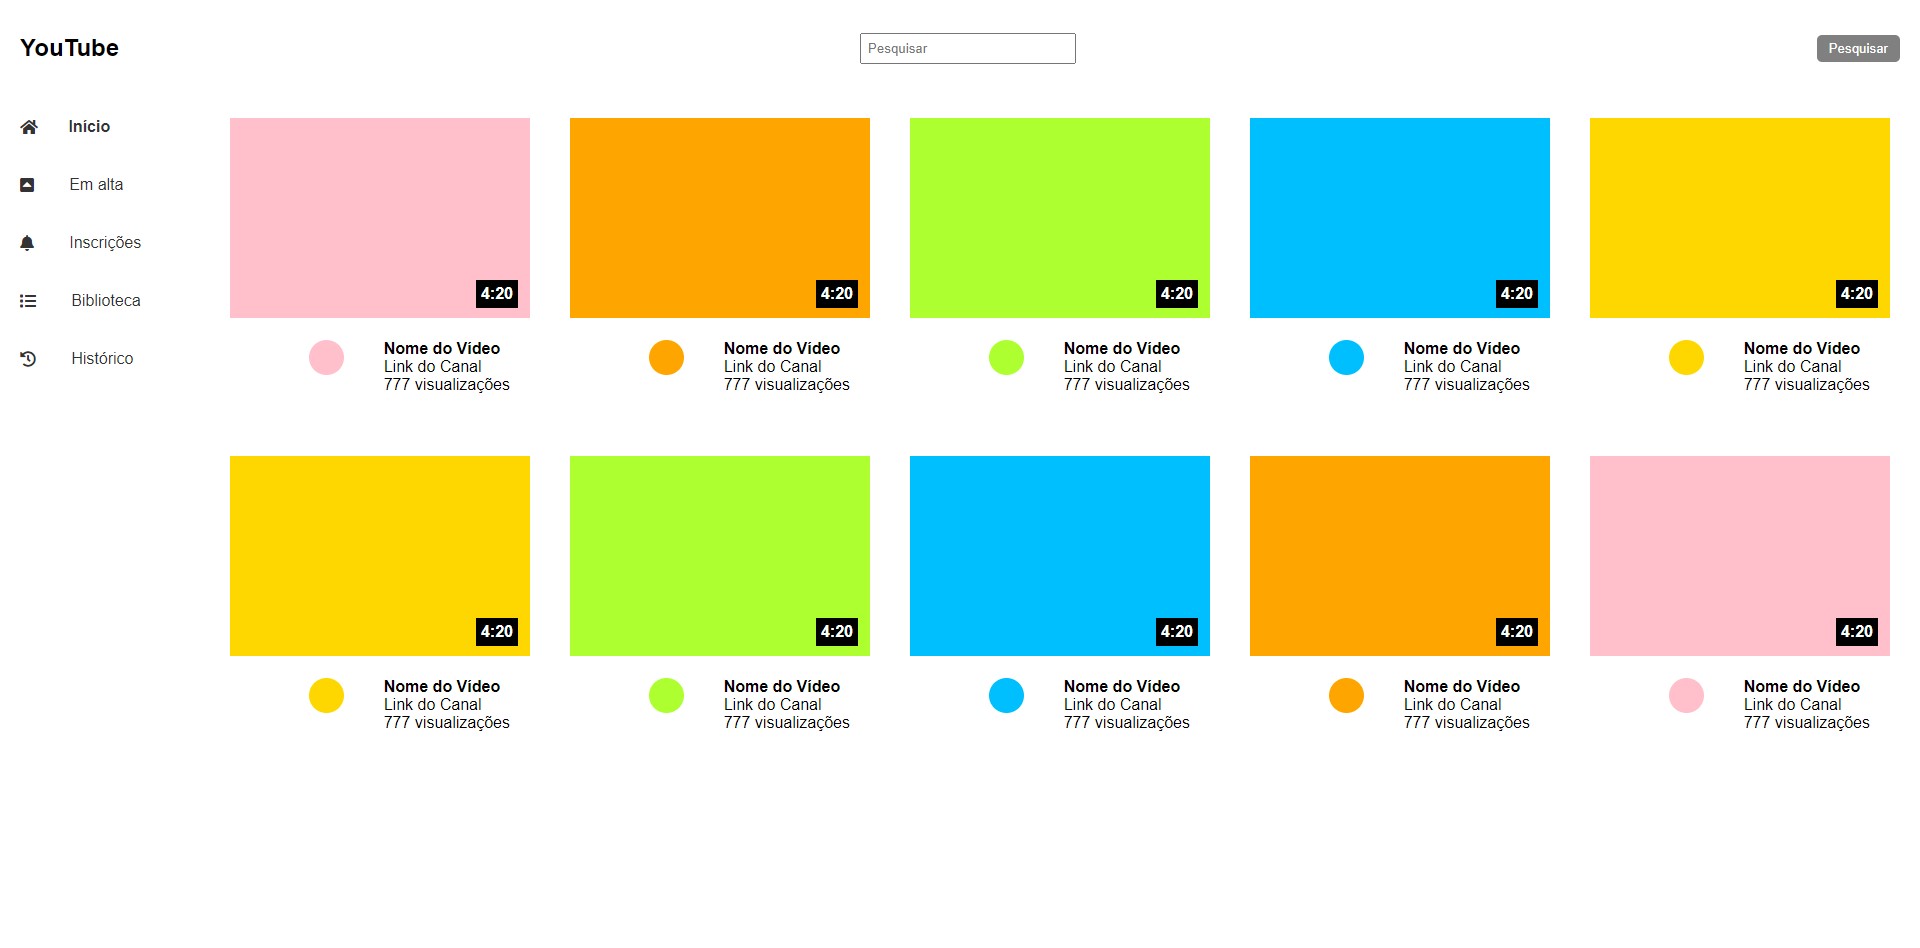 YouTube
Pesquisar
Pesquisar
Início
Em alta
Inscrições
Biblioteca
Histórico
4:20
Nome do Vídeo
Link do Canal
777 visualizações
4:20
Nome do Vídeo
Link do Canal
777 visualizações
4:20
Nome do Vídeo
Link do Canal
777 visualizações
4:20
Nome do Vídeo
Link do Canal
777 visualizações
4:20
Nome do Vídeo
Link do Canal
777 visualizações
4:20
Nome do Vídeo
Link do Canal
777 visualizações
4:20
Nome do Vídeo
Link do Canal
777 visualizações
4:20
Nome do Vídeo
Link do Canal
777 visualizações
4:20
Nome do Vídeo
Link do Canal
777 visualizações
4:20
Nome do Vídeo
Link do Canal
777 visualizações